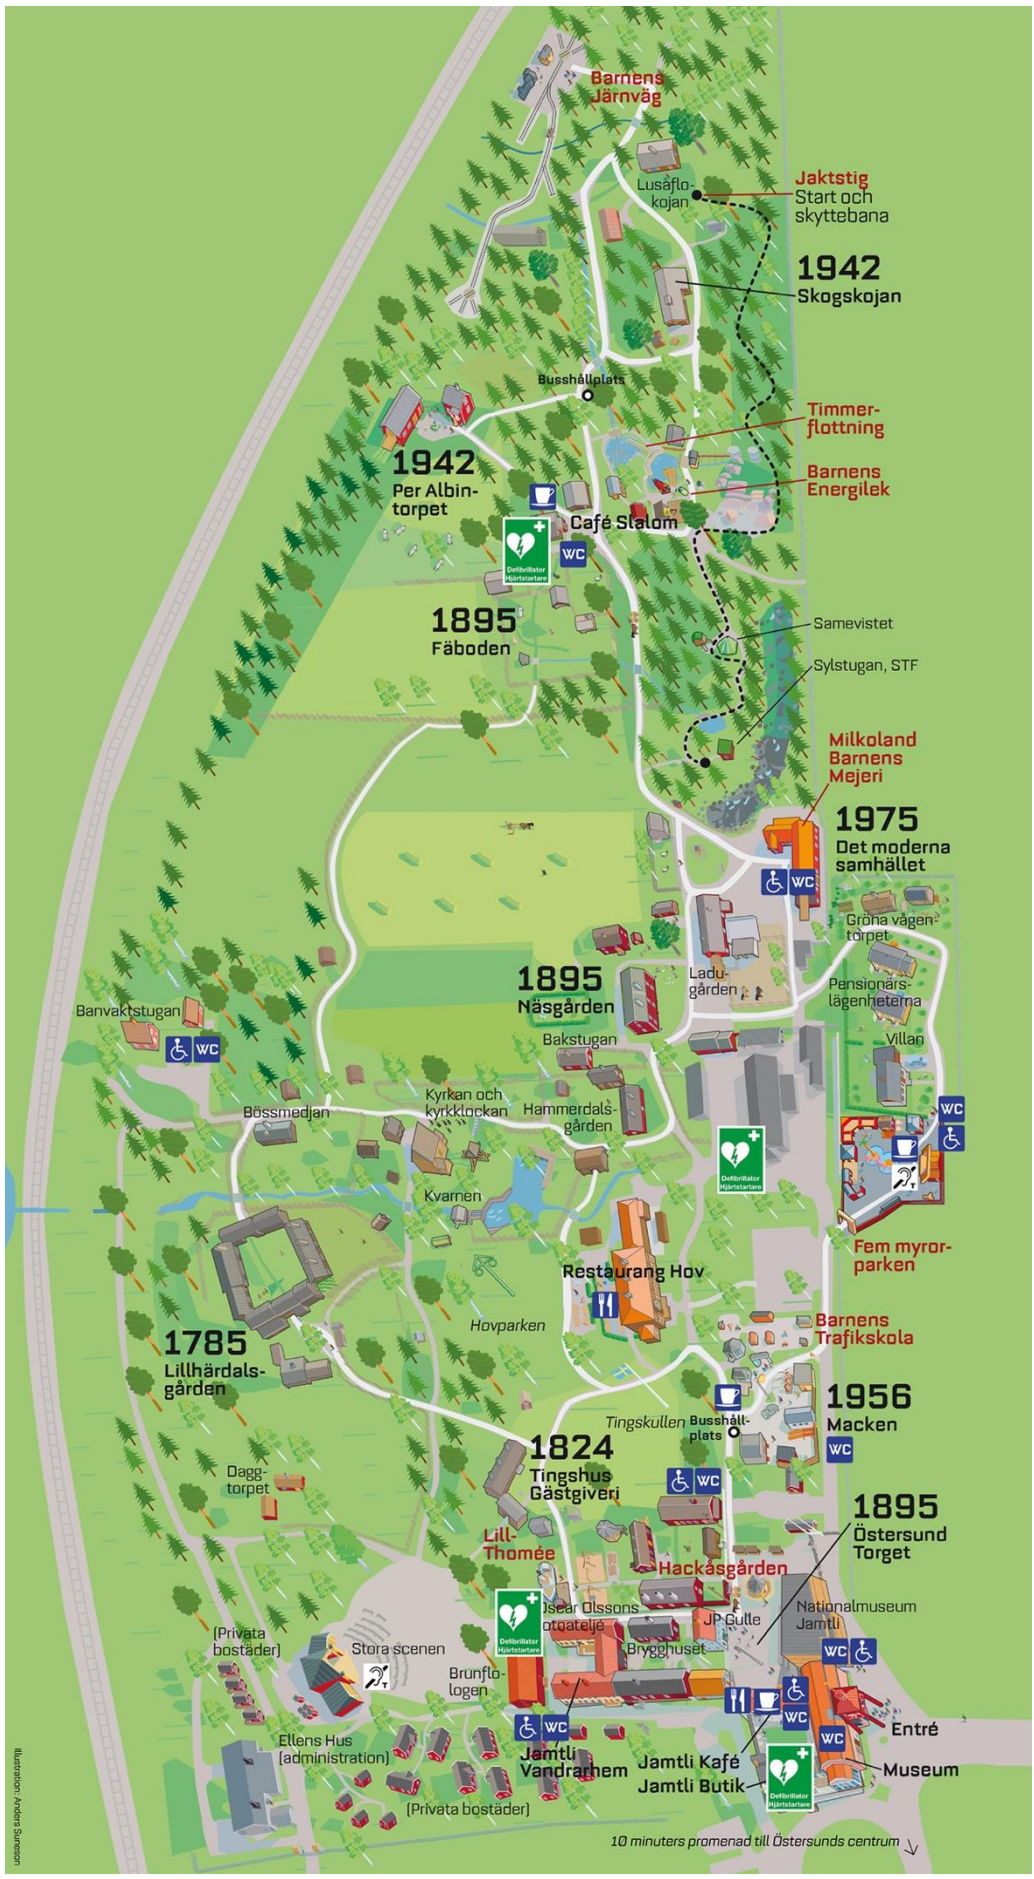 Barnens
Järnväg
Lusaflo-
kojan
Jaktstig
Start och
skyttebana
1942
Skogskojan
Busshållplats
Timmer-
flottning
1942
Per Albin-
torpet
Barnens
Energilek
Café Slalom
WC
Defibrillator
Hjärtstartare
1895
Fäboden
Samevistet
Sylstugan, STF
Milkoland
Barnens
Mejeri
1975
Det moderna
samhället
WC
Gröna vägen-
torpet
Ladu-
gården
1895
Näsgården
Pensionärs-
lägenheterna
Banvaktstugan
WC
Bakstugan
Villan
Bössmedjan
Kyrkan och
kyrkklockan
Hammerdals-
gården
WC
Defibrillator
Hjärtstartare
T
Kvarnen
Fem myror-
parken
Restaurang Hov
Hovparken
Barnens
Trafikskola
1785
Lillhärdals-
gården
1956
Macken
WC
Tingskullen
Busshåll-
plats
1824
Tingshus
Gästgiveri
WC
Dagg-
torpet
1895
Östersund
Torget
Lill-
Thomée
Hackåsgården
Defibrillator
Hjärtstartare
Oscar Olssons
Fotoateljé
JP Gulle
Nationalmuseum
Jamtli
Brygghuset
WC
(Privata
bostäder)
Stora scenen
T
Brunflo-
logen
WC
WC
Entré
Ellens Hus
(administration)
WC
Jamtli
Vandrarhem
Jamtli Kafé
Jamtli Butik
Museum
Defibrillator
Hjärtstartare
(Privata bostäder)
10 minuters promenad till Östersunds centrum
Illustration: Anders Suneson